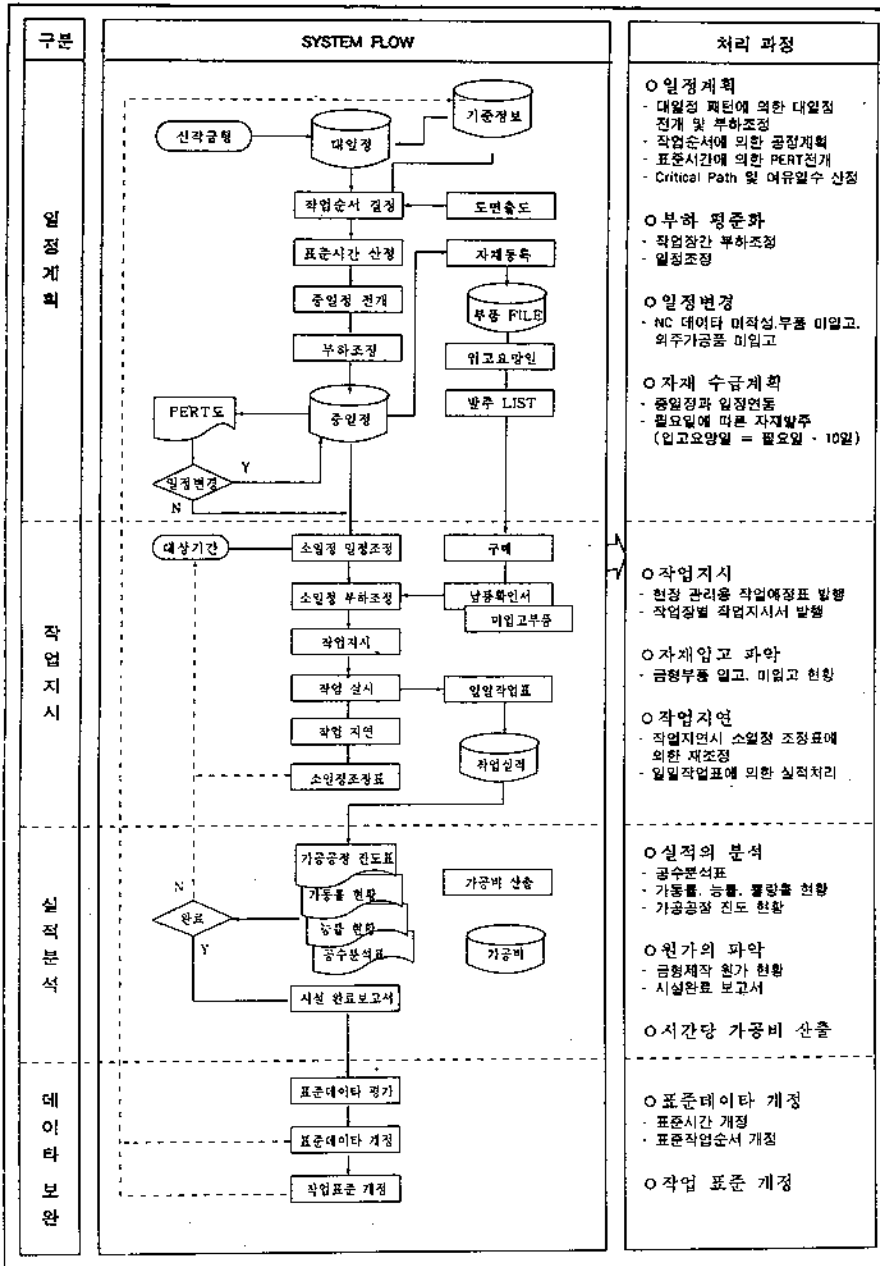 구분
SYSTEM FLOW
처리 과정
일정계획
신작금형
대일정
기준정보
작업순서 결정
도면출도
표준시간 산정
자재등록
중일정 전개
부품 FILE
부하조정
입고요망일
PERT도
중일정
발주 LIST
일정변경
Y
N
○일정계획
- 대일정 패턴에 의한 대일정
전개 및 부하조정
- 작업순서에 의한 공정계획
- 표준시간에 의한 PERT전개
- Critical Path 및 여유일수 산정
○부하 평준화
- 작업장간 부하조정
- 일정조정
○일정변경
- NC 데이타 미작성,부품 미입고,
외주가공품 미입고
○자재 수급계획
- 중일정과 일정연동
- 필요일에 따른 자재발주
(입고요망일 = 필요일 - 10일)
작업지시
대상기간
소일정 일정조정
구매
소일정 부하조정
납품확인서
미입고부품
작업지시
작업 실시
일일작업표
작업 지연
작업실적
소일정조정표
○작업지시
- 현장 관리용 작업예정표 발행
- 작업장별 작업지시서 발행
○자재입고 파악
- 금형부품 입고, 미입고 현황
○작업지연
- 작업지연시 소일정 조정표에
의한 재조정
- 일일작업표에 의한 실적처리
실적분석
가공공정 진도표
가동률 현황
능률 현황
공수분석표
가공비 산출
가공비
N
완료
Y
시설 완료보고서
○실적의 분석
- 공수분석표
- 가동률, 능률, 불량율 현황
- 가공공정 진도 현황
○원가의 파악
- 금형제작 원가 현황
- 시설완료 보고서
○시간당 가공비 산출
데이타 보완
표준데이타 평가
표준데이타 개정
작업표준 개정
○표준데이타 개정
- 표준시간 개정
- 표준작업순서 개정
○작업 표준 개정